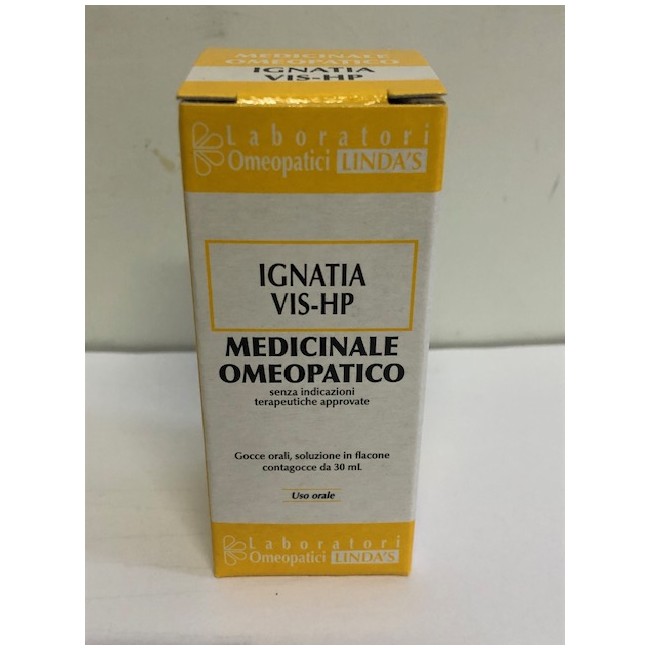 MEDICINALE
OMEOPATICO
IGNATIA
VIS-HP
Laboratori
Omeopatici LINDA'S
IGNATIA
VIS-HP
MEDICINALE
OMEOPATICO
senza indicazioni
terapeutiche approvate
Gocce orali, soluzione in flacone
contagocce da 30 mL
Uso orale
Laboratori
Omeopatici LINDA'S